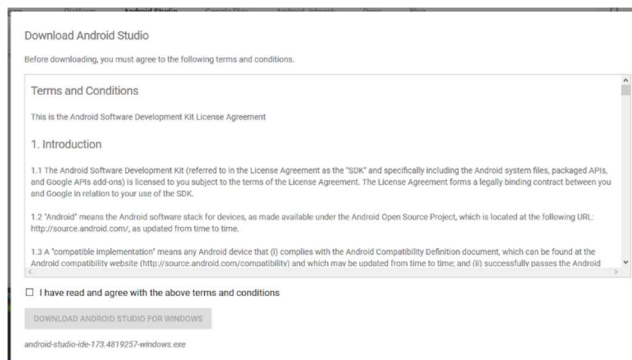 Platform Android Studio Google Play Android Jetpack Docs Blog
Download Android Studio
Before downloading, you must agree to the following terms and conditions.
Terms and Conditions
This is the Android Software Development Kit License Agreement
1. Introduction
1.1 The Android Software Development Kit (referred to in the License Agreement as the "SDK" and specifically including the Android system files, packaged APIs,
and Google APIs add-ons) is licensed to you subject to the terms of the License Agreement. The License Agreement forms a legally binding contract between you
and Google in relation to your use of the SDK.
1.2 "Android" means the Android software stack for devices, as made available under the Android Open Source Project, which is located at the following URL:
http://source.android.com/, as updated from time to time.
1.3 A "compatible implementation" means any Android device that (i) complies with the Android Compatibility Definition document, which can be found at the
Android compatibility website (http://source.android.com/compatibility) and which may be updated from time to time; and (ii) successfully passes the Android
I have read and agree with the above terms and conditions
DOWNLOAD ANDROID STUDIO FOR WINDOWS
android-studio-ide-173.4819257-windows.exe